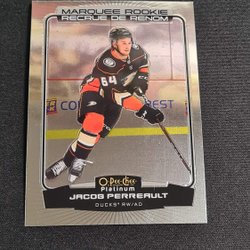 MARQUEE ROOKIE
RECRUE DE RENOM
64
O-Pee-Chee
Platinum
JACOB PERREAULT
DUCKS® RW/AD